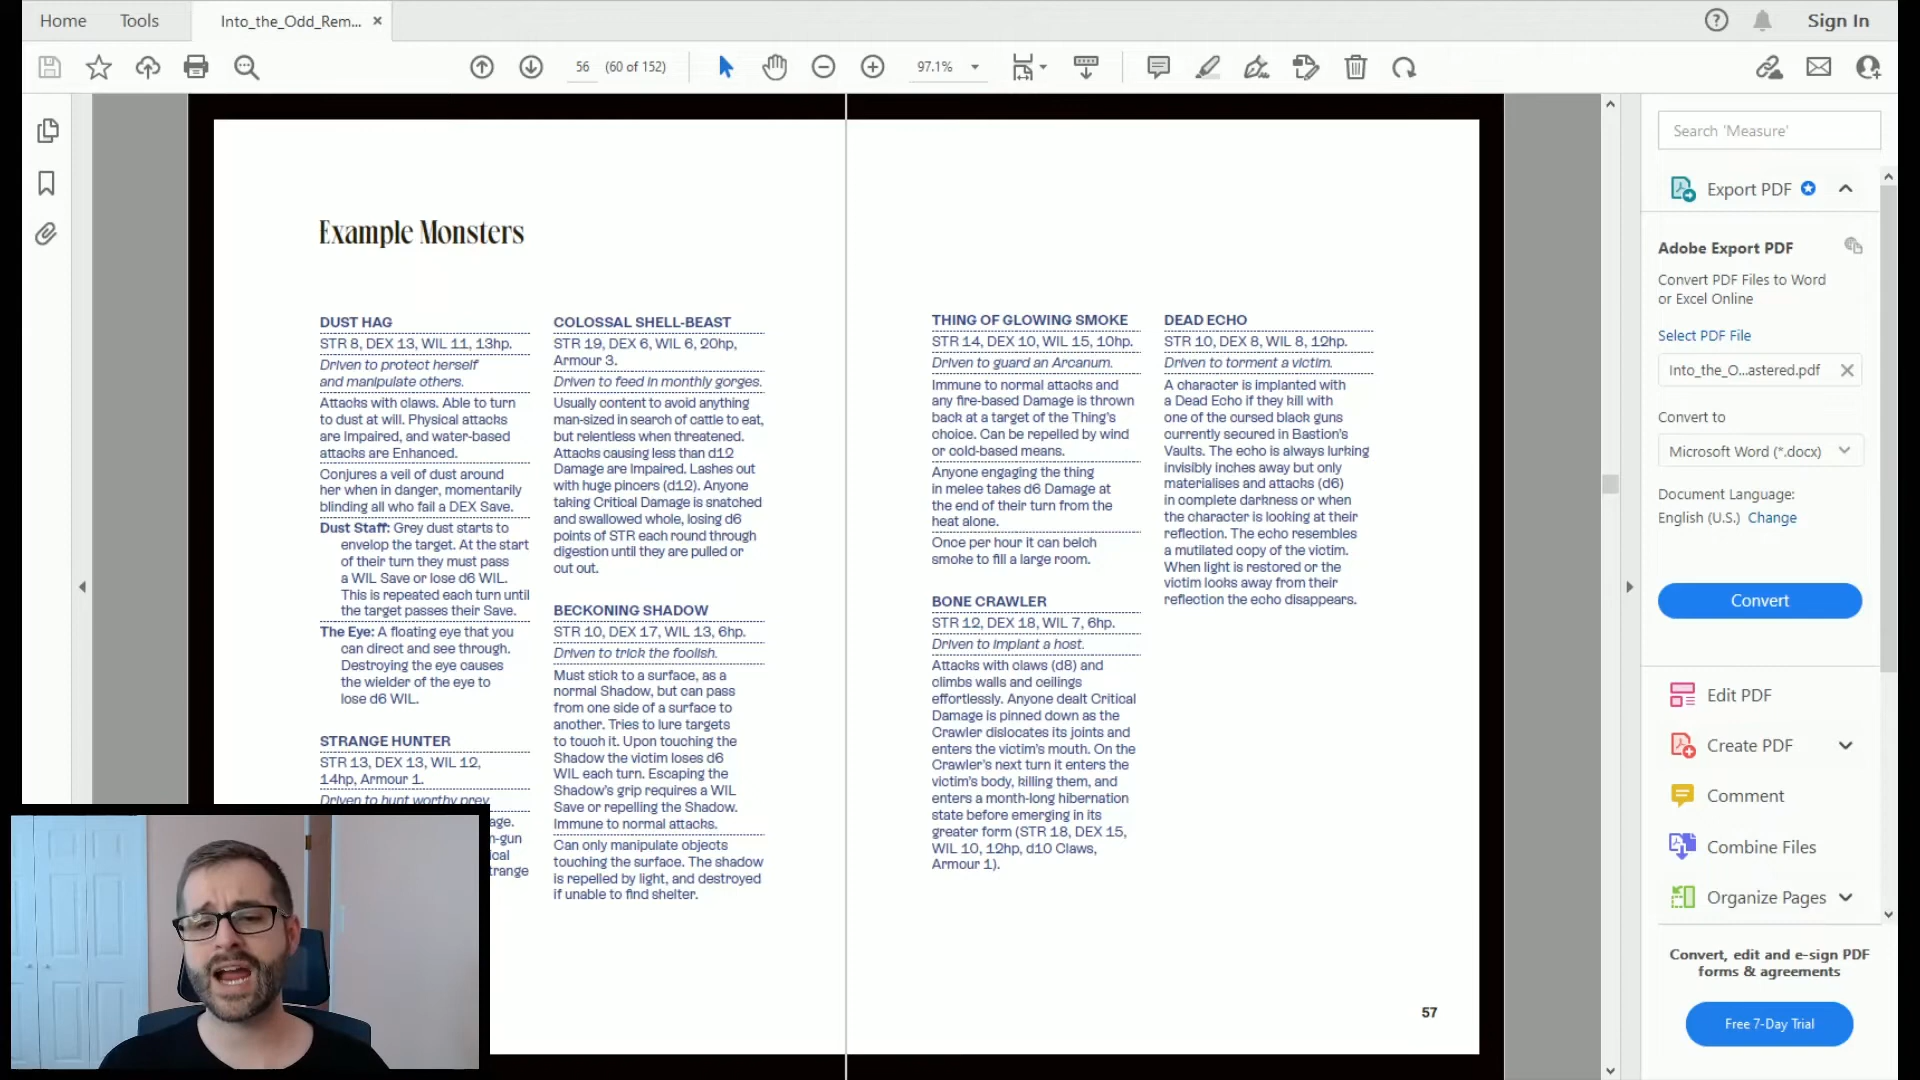 Home
Tools
Into_the_Odd_Rem...
Sign In
56
(60 of 152)
97.1%
Example Monsters
DUST HAG
STR 8, DEX 13, WIL 11, 13hp.
Driven to protect herself
and manipulate others.
Attacks with claws. Able to turn
to dust at will. Physical attacks
are Impaired, and water-based
attacks are Enhanced.
Conjures a veil of dust around
her when in danger, momentarily
blinding all who fail a DEX Save.
Dust Staff: Grey dust starts to
envelop the target. At the start
of their turn they must pass
a WIL Save or lose d6 WIL.
This is repeated each turn until
the target passes their Save.
The Eye: A floating eye that you
can direct and see through.
Destroying the eye causes
the wielder of the eye to
lose d6 WIL.
STRANGE HUNTER
STR 13, DEX 13, WIL 12,
14hp, Armour 1.
Driven to hunt worthy prey.
age.
n-gun
ical
trange
COLOSSAL SHELL-BEAST
STR 19, DEX 6, WIL 6, 20hp,
Armour 3.
Driven to feed in monthly gorges.
Usually content to avoid anything
man-sized in search of cattle to eat,
but relentless when threatened.
Attacks causing less than d12
Damage are Impaired. Lashes out
with huge pincers (d12). Anyone
taking Critical Damage is snatched
and swallowed whole, losing d6
points of STR each round through
digestion until they are pulled or
cut out.
BECKONING SHADOW
STR 10, DEX 17, WIL 13, 6hp.
Driven to trick the foolish.
Must stick to a surface, as a
normal Shadow, but can pass
from one side of a surface to
another. Tries to lure targets
to touch it. Upon touching the
Shadow the victim loses d6
WIL each turn. Escaping the
Shadow's grip requires a WIL
Save or repelling the Shadow.
Immune to normal attacks.
Can only manipulate objects
touching the surface. The shadow
is repelled by light, and destroyed
if unable to find shelter.
THING OF GLOWING SMOKE
STR 14, DEX 10, WIL 15, 10hp.
Driven to guard an Arcanum.
Immune to normal attacks and
any fire-based Damage is thrown
back at a target of the Thing's
choice. Can be repelled by wind
or cold-based means.
Anyone engaging the thing
in melee takes d6 Damage at
the end of their turn from the
heat alone.
Once per hour it can belch
smoke to fill a large room.
BONE CRAWLER
STR 12, DEX 18, WIL 7, 6hp.
Driven to implant a host.
Attacks with claws (d8) and
climbs walls and ceilings
effortlessly. Anyone dealt Critical
Damage is pinned down as the
Crawler dislocates its joints and
enters the victim's mouth. On the
Crawler's next turn it enters the
victim's body, killing them, and
enters a month-long hibernation
state before emerging in its
greater form (STR 18, DEX 15,
WIL 10, 12hp, d10 Claws,
Armour 1).
DEAD ECHO
STR 10, DEX 8, WIL 8, 12hp.
Driven to torment a victim.
A character is implanted with
a Dead Echo if they kill with
one of the cursed black guns
currently secured in Bastion's
Vaults. The echo is always lurking
invisibly inches away but only
materialises and attacks (d6)
in complete darkness or when
the character is looking at their
reflection. The echo resembles
a mutilated copy of the victim.
When light is restored or the
victim looks away from their
reflection the echo disappears.
57
Search 'Measure'
Export PDF
Adobe Export PDF
Convert PDF Files to Word
or Excel Online
Select PDF File
Into_the_O...astered.pdf
Convert to
Microsoft Word (*.docx)
Document Language:
English (U.S.) Change
Convert
Edit PDF
Create PDF
Comment
Combine Files
Organize Pages
Convert, edit and e-sign PDF
forms & agreements
Free 7-Day Trial